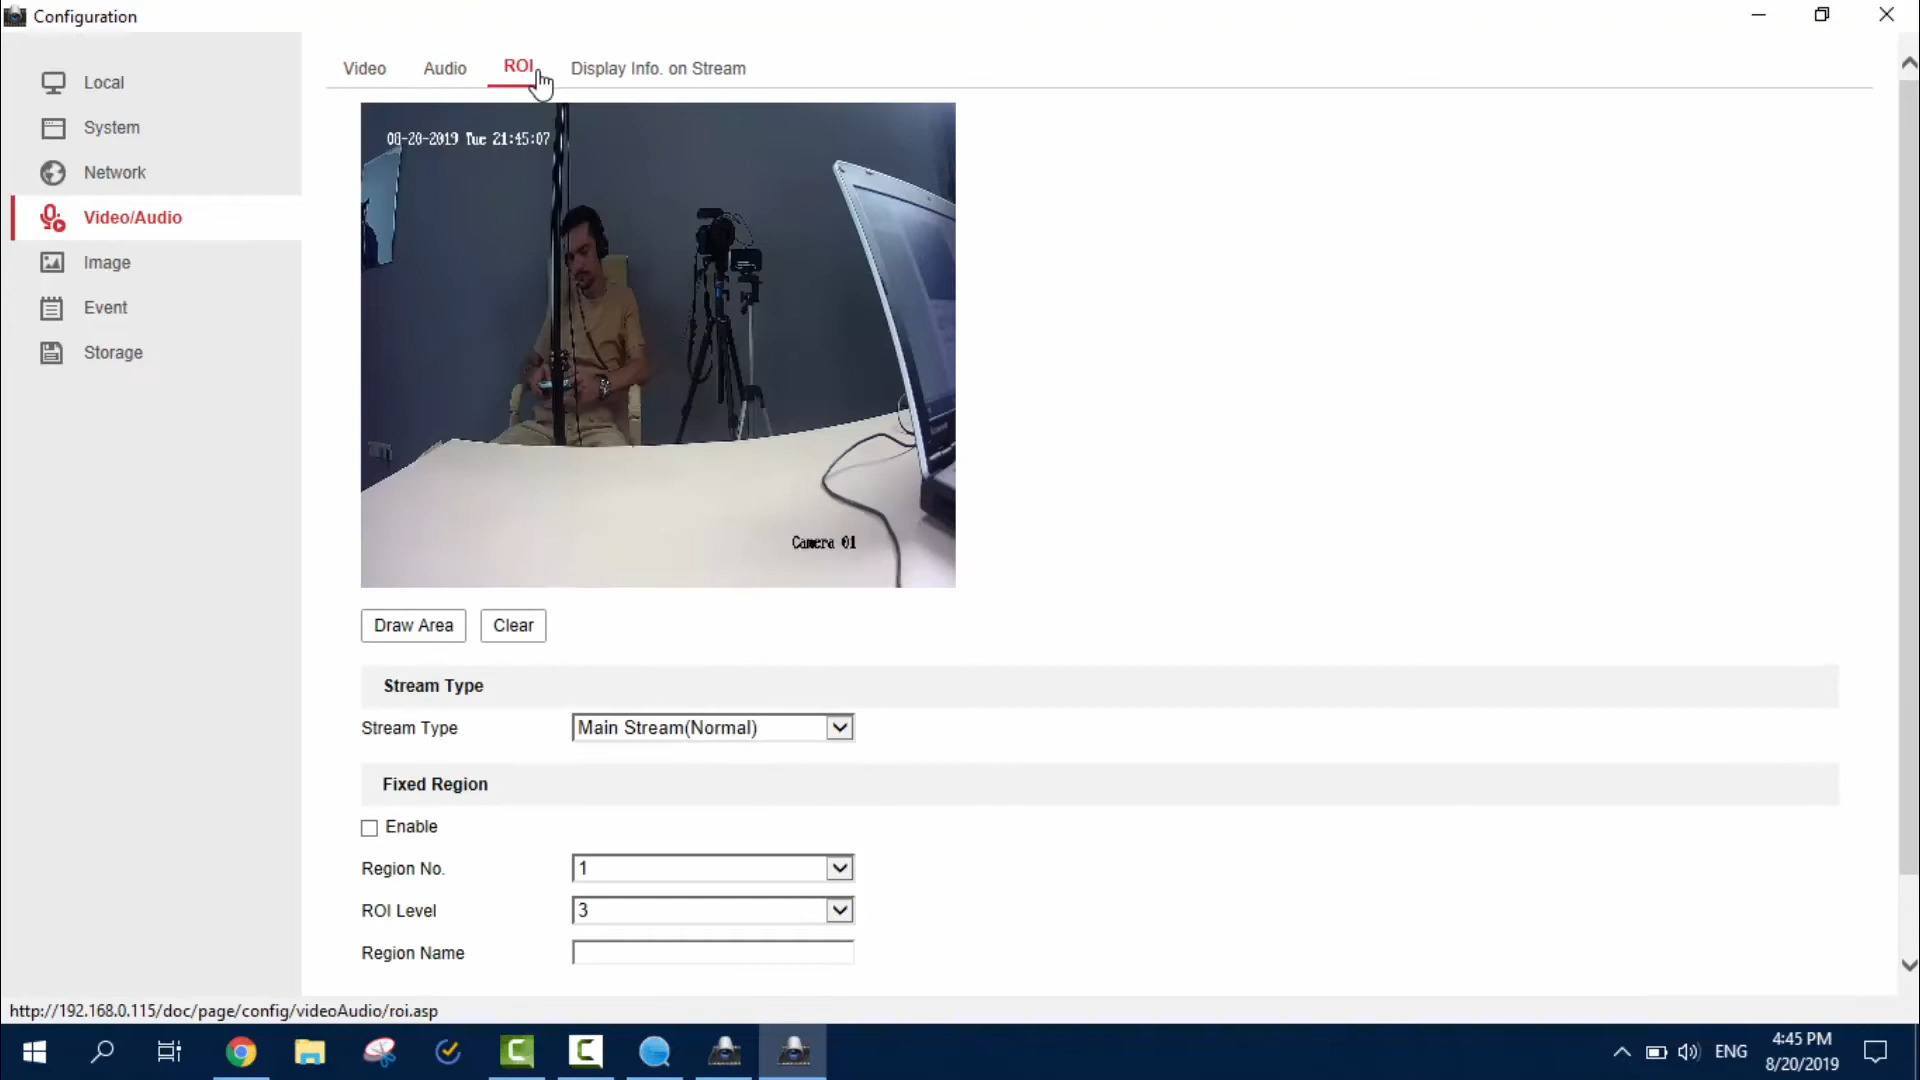 Configuration
Local
System
Network
Video/Audio
Image
Event
Storage
Video
Audio
ROI
Display Info. on Stream
08-20-2019 Tue 21:45:07
Camera 01
Draw Area
Clear
Stream Type
Stream Type
Main Stream(Normal)
Fixed Region
Enable
Region No.
1
ROI Level
3
Region Name
http://192.168.0.115/doc/page/config/videoAudio/roi.asp
ENG
4:45 PM
8/20/2019